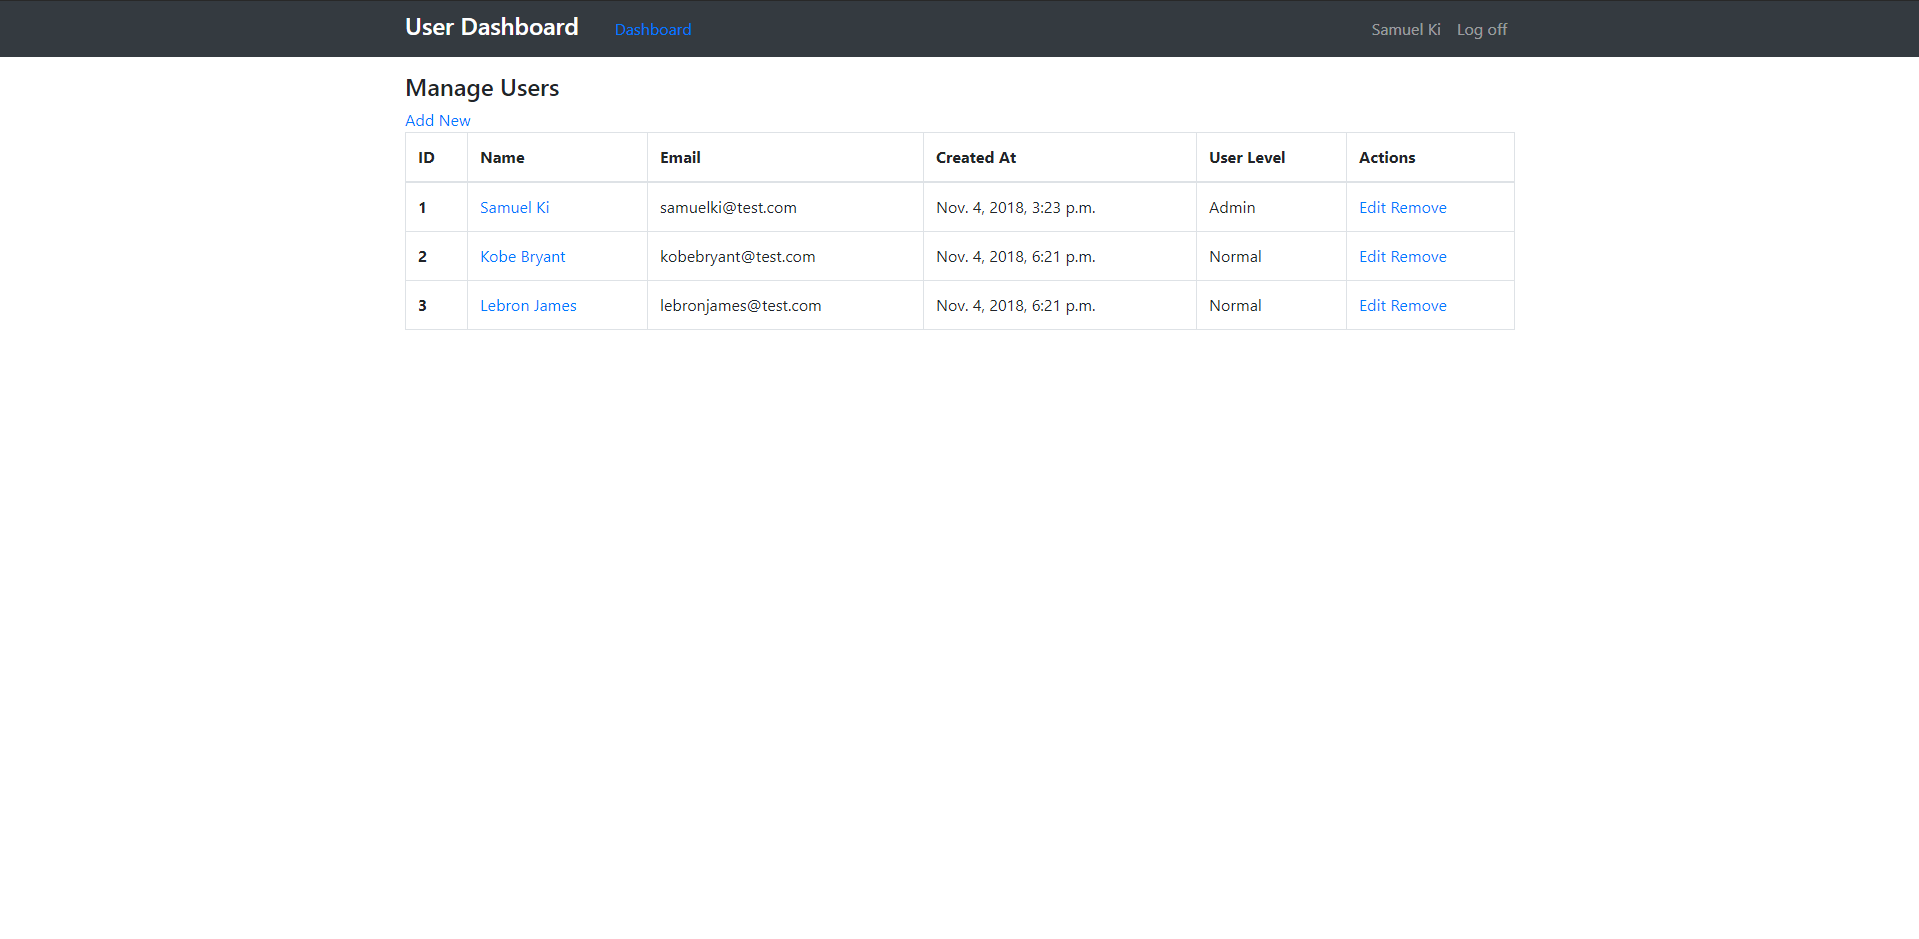 User Dashboard Dashboard Samuel Ki Log off
Manage Users
Add New
ID Name Email Created At User Level Actions
1 Samuel Ki samuelki@test.com Nov. 4, 2018, 3:23 p.m. Admin Edit Remove
2 Kobe Bryant kobebryant@test.com Nov. 4, 2018, 6:21 p.m. Normal Edit Remove
3 Lebron James lebronjames@test.com Nov. 4, 2018, 6:21 p.m. Normal Edit Remove